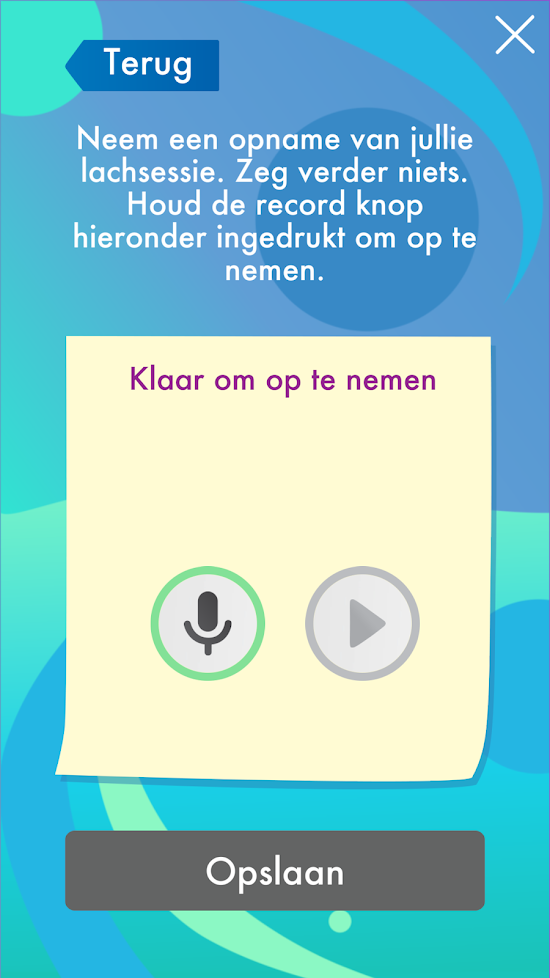 Terug
Neem een opname van jullie
lachsessie. Zeg verder niets.
Houd de record knop
hieronder ingedrukt om op te
nemen.
Klaar om op te nemen
Opslaan